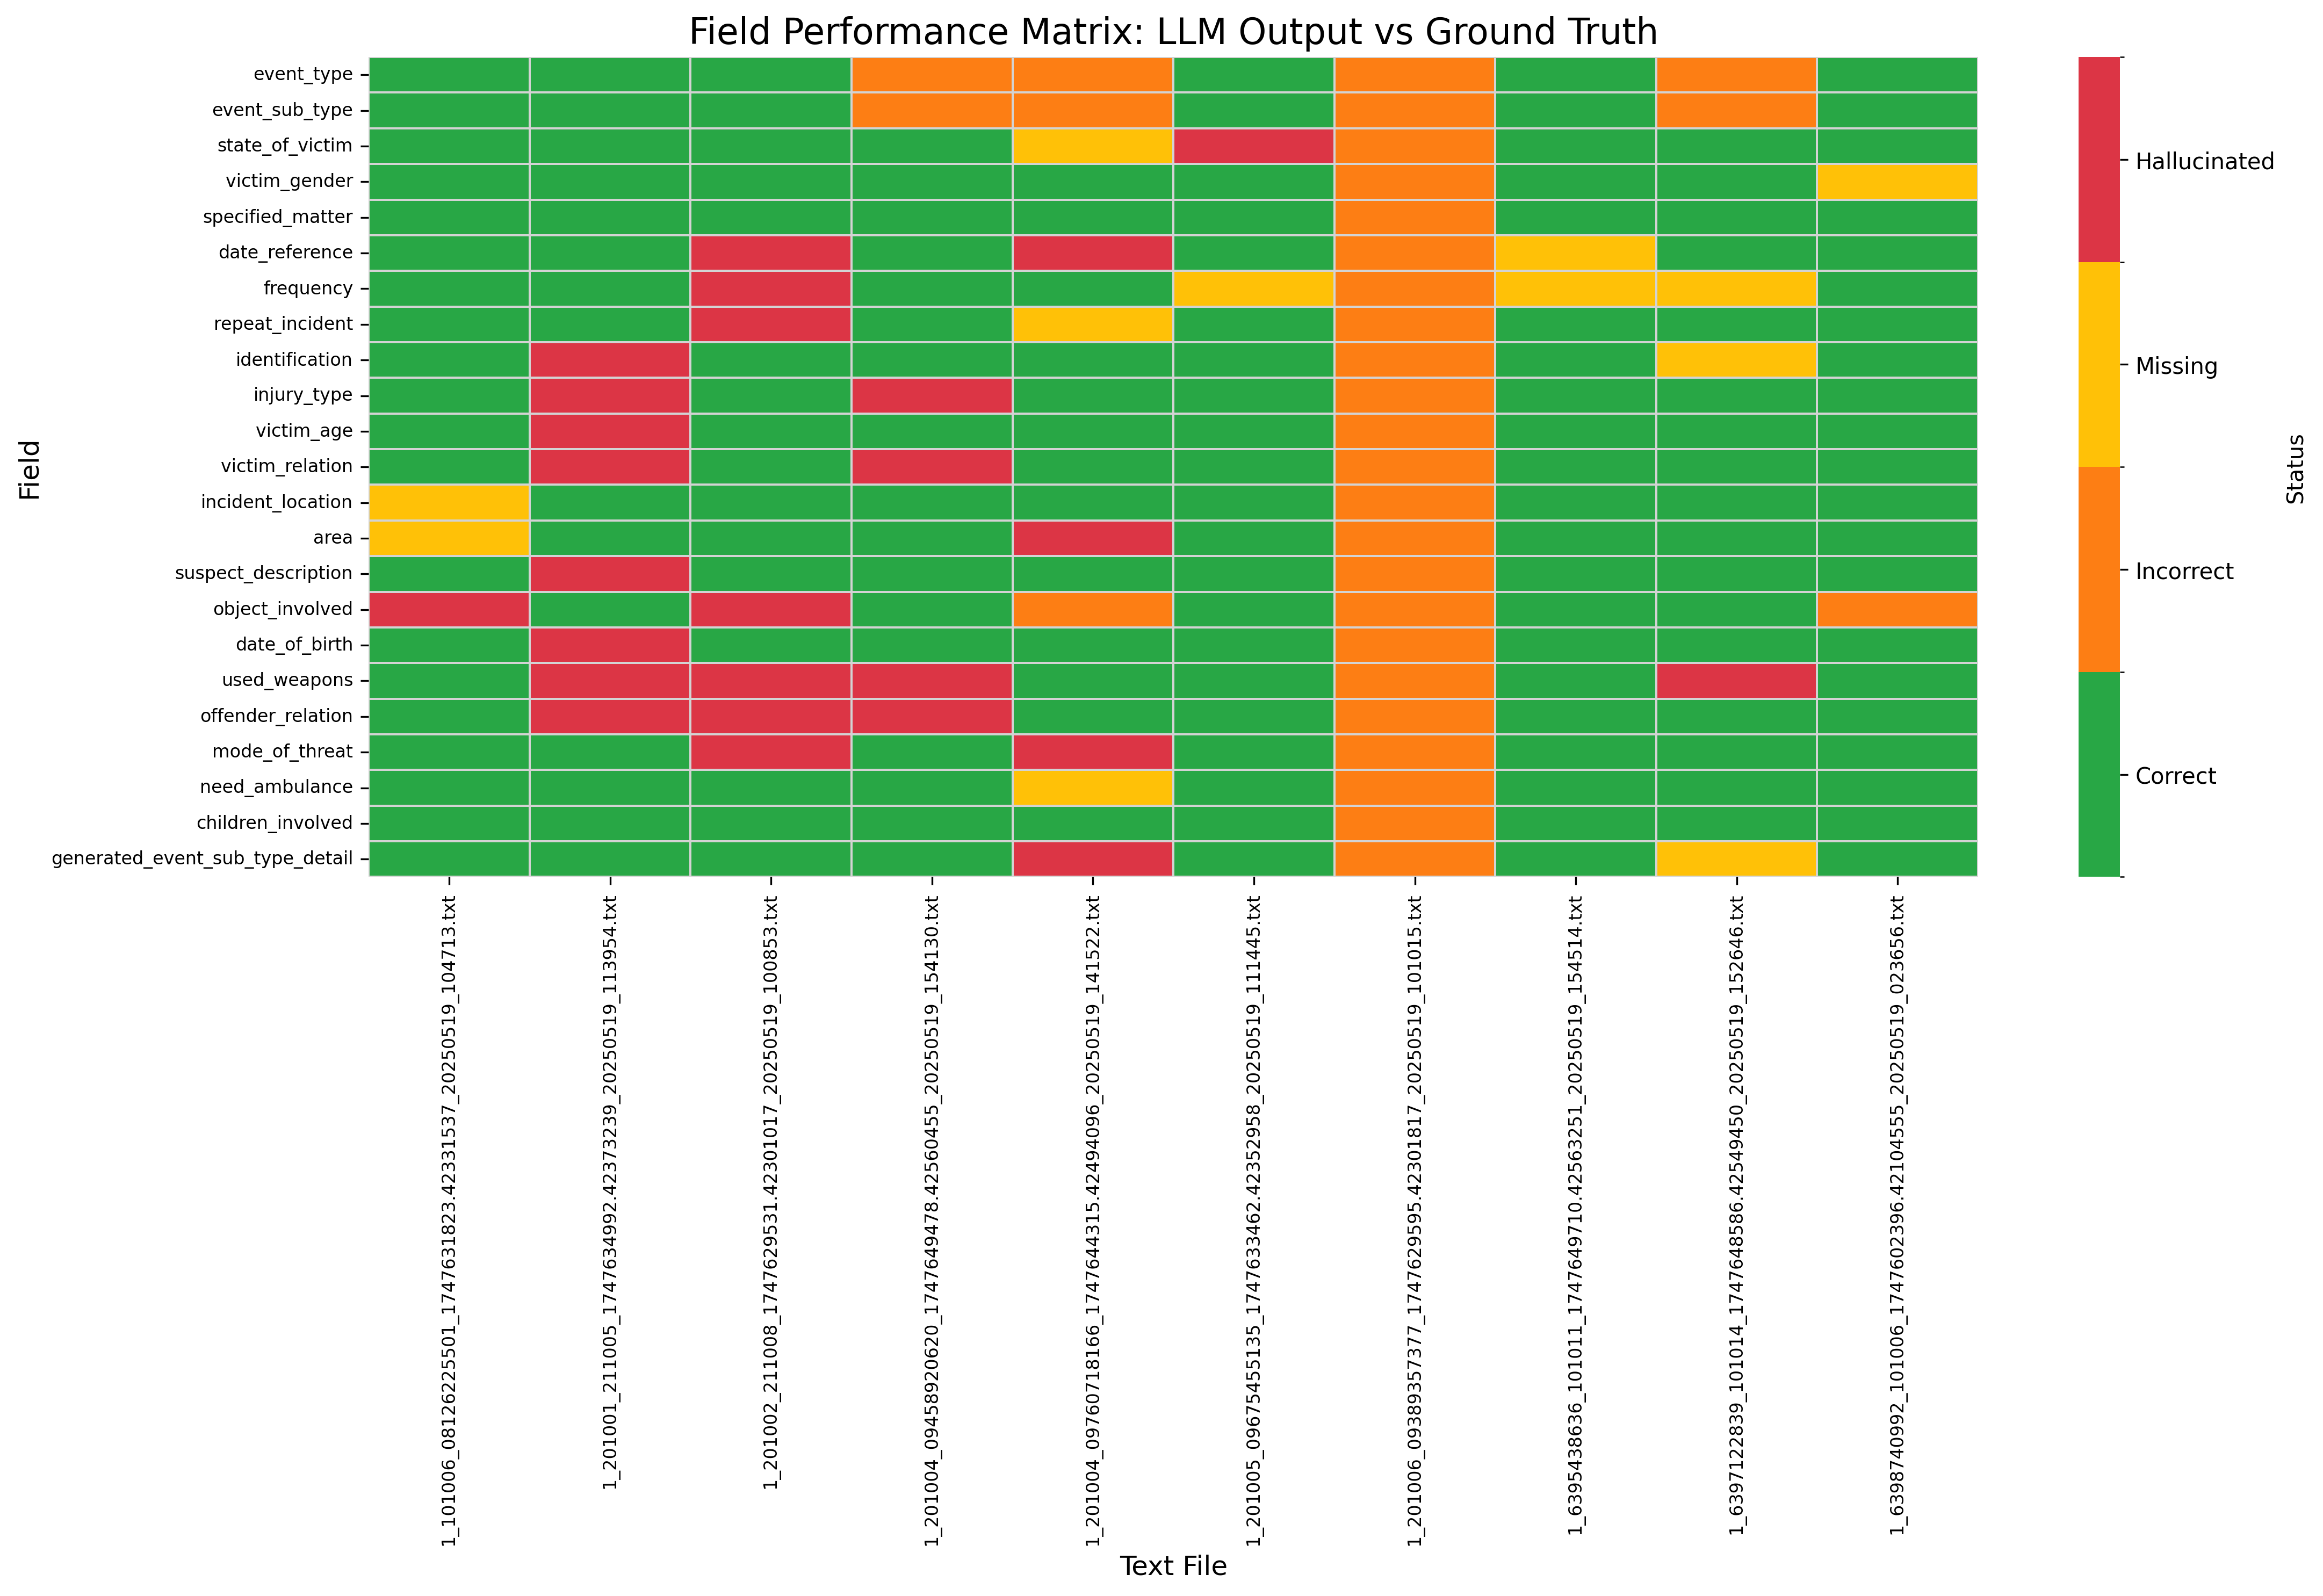 Field Performance Matrix: LLM Output vs Ground Truth
event_type
event_sub_type
state_of_victim
victim_gender
specified_matter
date_reference
frequency
repeat_incident
identification
injury_type
victim_age
victim_relation
incident_location
area
suspect_description
object_involved
date_of_birth
used_weapons
offender_relation
mode_of_threat
need_ambulance
children_involved
generated_event_sub_type_detail
Field
1_101006_081262225501_1747631823.42331537_20250519_104713.txt
1_201001_211005_1747634992.42373239_20250519_113954.txt
1_201002_211008_1747629531.42301017_20250519_100853.txt
1_201004_09458920620_1747649478.42560455_20250519_154130.txt
1_201004_09760718166_1747644315.42494096_20250519_141522.txt
1_201005_09675455135_1747633462.42352958_20250519_111445.txt
1_201006_09389357377_1747629595.42301817_20250519_101015.txt
1_6395438636_101011_1747649710.42563251_20250519_154514.txt
1_6397122839_101014_1747648586.42549450_20250519_152646.txt
1_6398740992_101006_1747602396.42104555_20250519_023656.txt
Text File
Hallucinated
Missing
Incorrect
Correct
Status